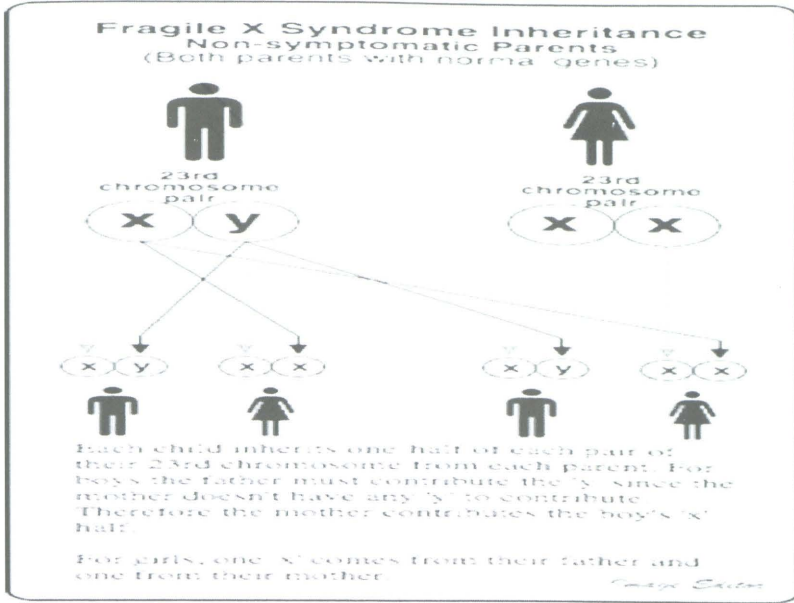 Fragile X Syndrome Inheritance
Non-symptomatic Parents
(Both parents with normal genes)
23rd
chromosome
pair
x y
23rd
chromosome
pair
x x
x y
x x
x y
x x
Each child inherits one half of each pair of
their 23rd chromosome from each parent. For
boys the father must contribute the 'y' since the
mother doesn't have any 'y' to contribute
Therefore the mother contributes the boy's 'x'
half.
For girls, one 'x' comes from their father and
one from their mother.
Image Editor